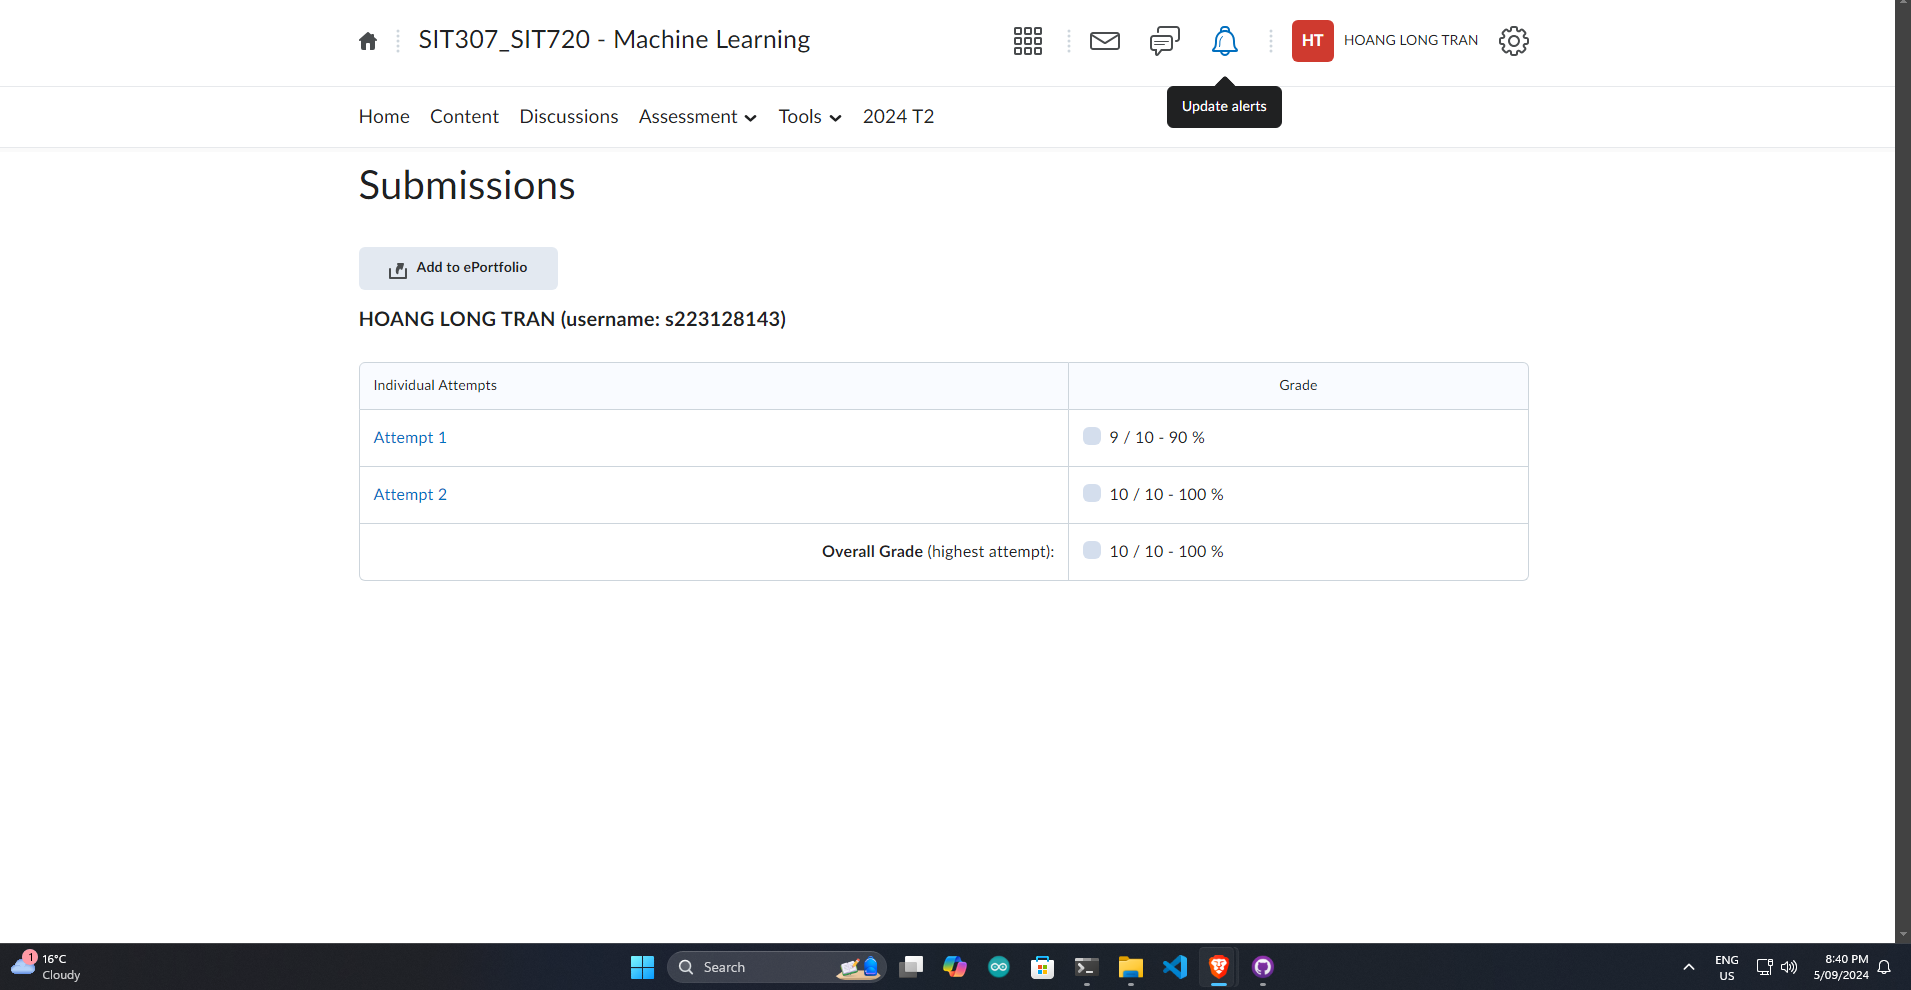 SIT307_SIT720 - Machine Learning
HT
HOANG LONG TRAN
Update alerts
Home Content Discussions Assessment Tools 2024 T2
Submissions
Add to ePortfolio
HOANG LONG TRAN (username: s223128143)
Individual Attempts Grade
Attempt 1 9 / 10 - 90 %
Attempt 2 10 / 10 - 100 %
Overall Grade (highest attempt): 10 / 10 - 100 %
1
16°C
Cloudy
Search
ENG
US
8:40 PM
5/09/2024